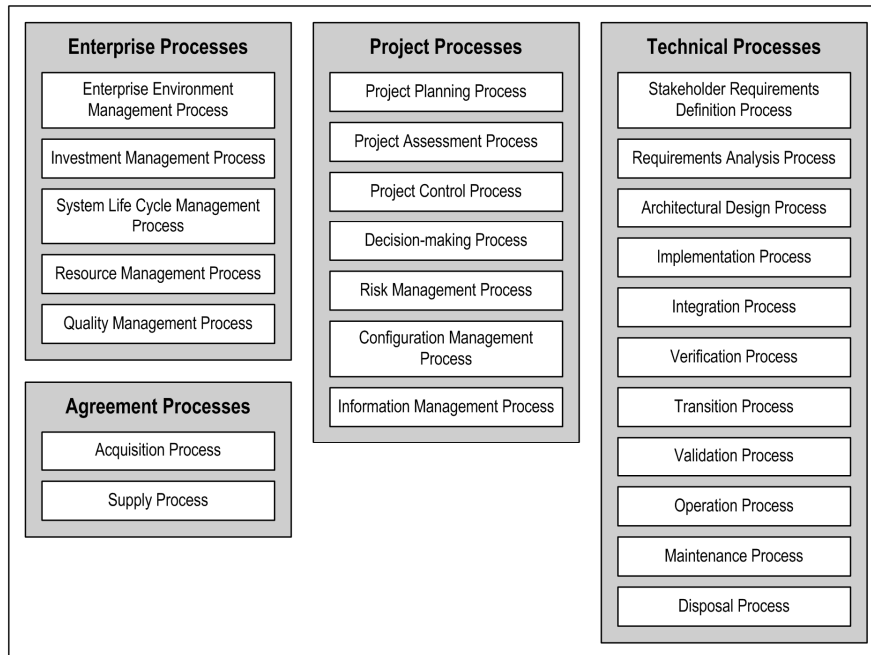 Enterprise Processes
Enterprise Environment
Management Process
Investment Management Process
System Life Cycle Management
Process
Resource Management Process
Quality Management Process
Agreement Processes
Acquisition Process
Supply Process
Project Processes
Project Planning Process
Project Assessment Process
Project Control Process
Decision-making Process
Risk Management Process
Configuration Management
Process
Information Management Process
Technical Processes
Stakeholder Requirements
Definition Process
Requirements Analysis Process
Architectural Design Process
Implementation Process
Integration Process
Verification Process
Transition Process
Validation Process
Operation Process
Maintenance Process
Disposal Process